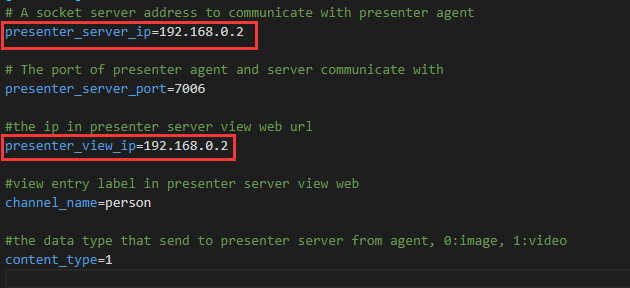 # A socket server address to communicate with presenter agent
presenter_server_ip=192.168.0.2
# The port of presenter agent and server communicate with
presenter_server_port=7006
#the ip in presenter server view web url
presenter_view_ip=192.168.0.2
#view entry label in presenter server view web
channel_name=person
#the data type that send to presenter server from agent, 0:image, 1:video
content_type=1